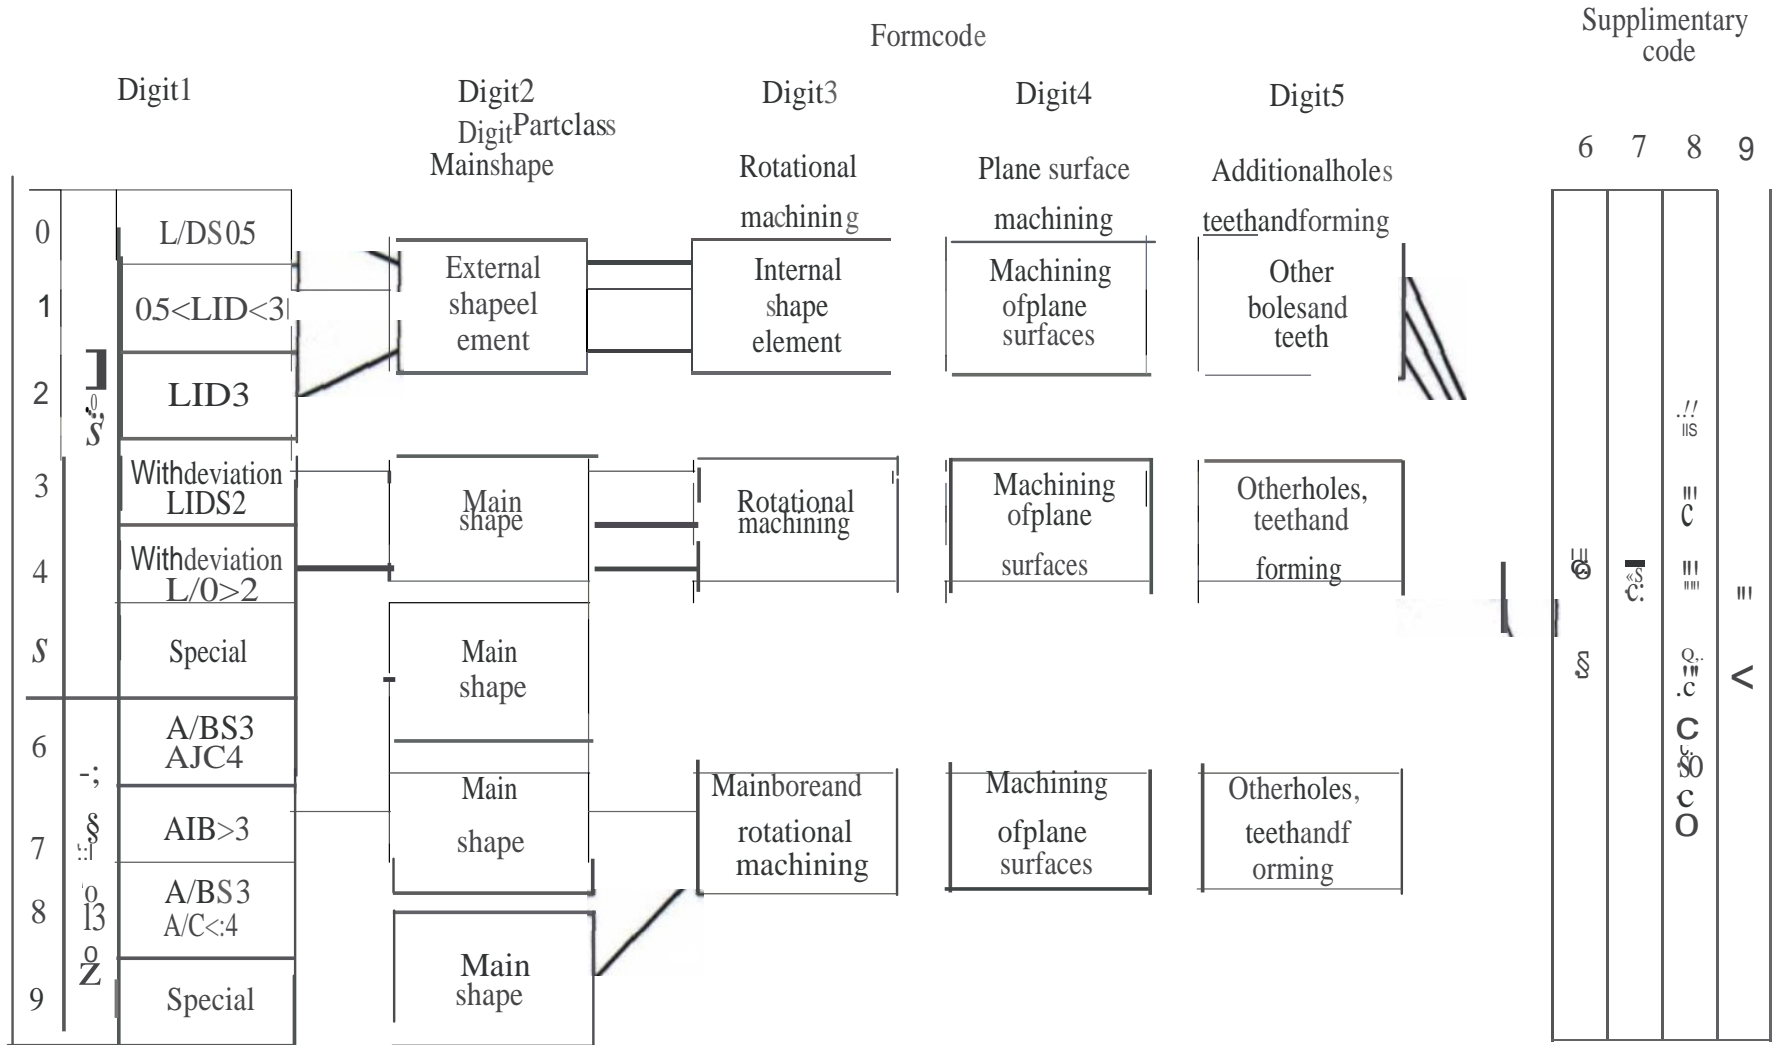 Formcode
Supplimentary
code
Digit1
Digit2
Digit3
Digit4
Digit5
DigitPartclass
Mainshape
Rotational
machining
Plane surface
machining
Additionalholes
teethandforming
6 7 8 9
0
L/DS05
1
05<LID<3
2
LID3
External
shapeel
ement
Internal
shape
element
Machining
ofplane
surfaces
Other
bolesand
teeth
3
Withdeviation
LIDS2
4
Withdeviation
L/0>2
Main
shape
Rotational
machining
Machining
ofplane
surfaces
Otherholes,
teethand
forming
S
Special
Main
shape
6
A/BS3
AJC4
7
AIB>3
Main
shape
Mainboreand
rotational
machining
Machining
ofplane
surfaces
Otherholes,
teethandf
orming
8
A/BS3
A/C<:4
9
Special
Main
shape